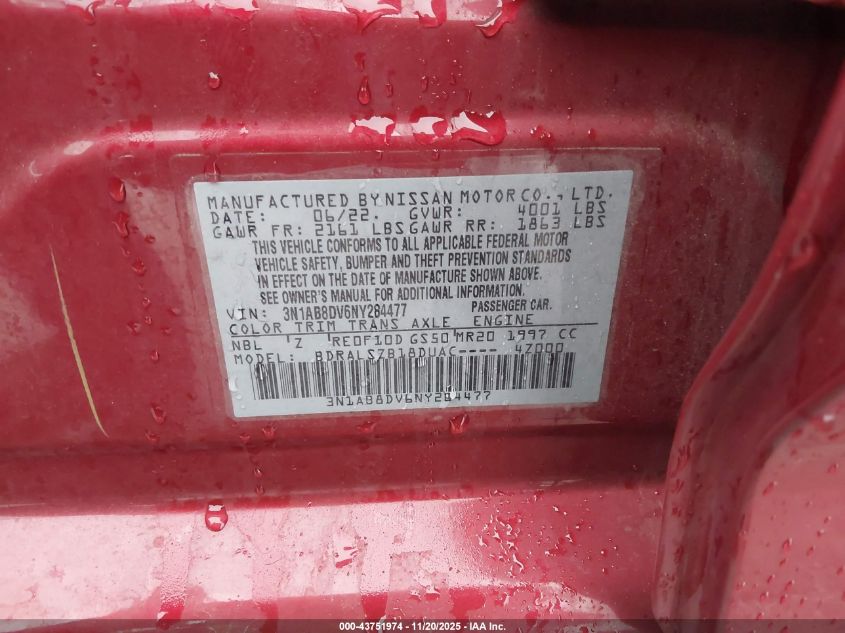 MANUFACTURED BY NISSAN MOTOR CO., LTD.
DATE: 06/22. GVWR: 4001 LBS
GAWR FR: 2161 LBS GAWR RR: 1863 LBS
THIS VEHICLE CONFORMS TO ALL APPLICABLE FEDERAL MOTOR
VEHICLE SAFETY, BUMPER AND THEFT PREVENTION STANDARDS
IN EFFECT ON THE DATE OF MANUFACTURE SHOWN ABOVE.
SEE OWNER'S MANUAL FOR ADDITIONAL INFORMATION.
VIN: 3N1AB8DV6NY284477 PASSENGER CAR.
COLOR TRIM TRANS AXLE ENGINE
NBL Z RE0F10D GS50 MR20 1997 CC
MODEL: BDRALSZB18DUAC---- 4Z000
3N1AB8DV6NY284477
000-43751974 - 11/20/2025 - IAA Inc.